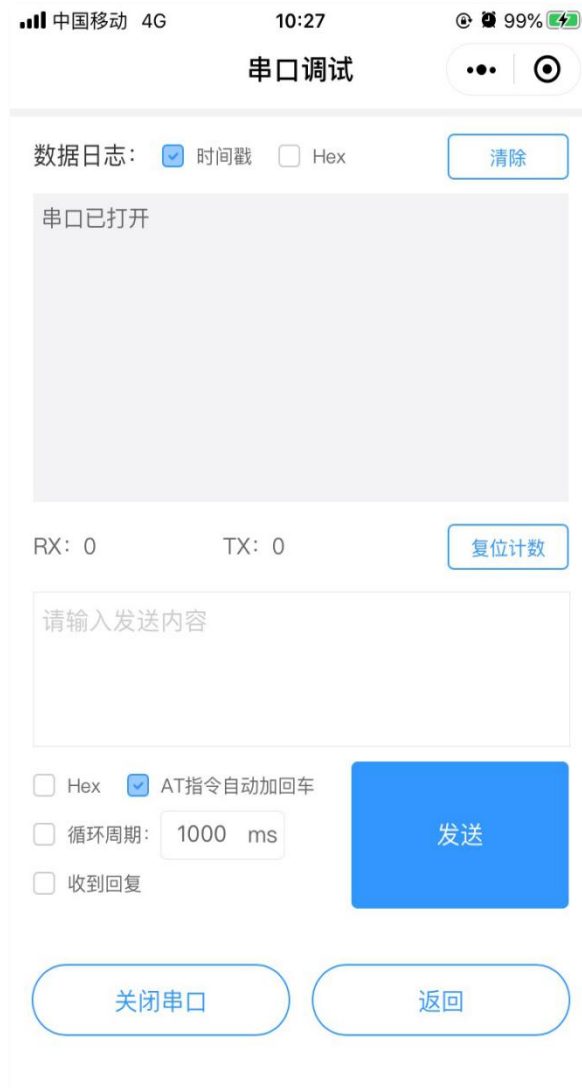 中国移动 4G 10:27 99%
串口调试
数据日志: 时间戳 Hex 清除
串口已打开
RX: 0 TX: 0 复位计数
请输入发送内容
Hex AT指令自动加回车
循环周期: 1000 ms
发送
收到回复
关闭串口 返回